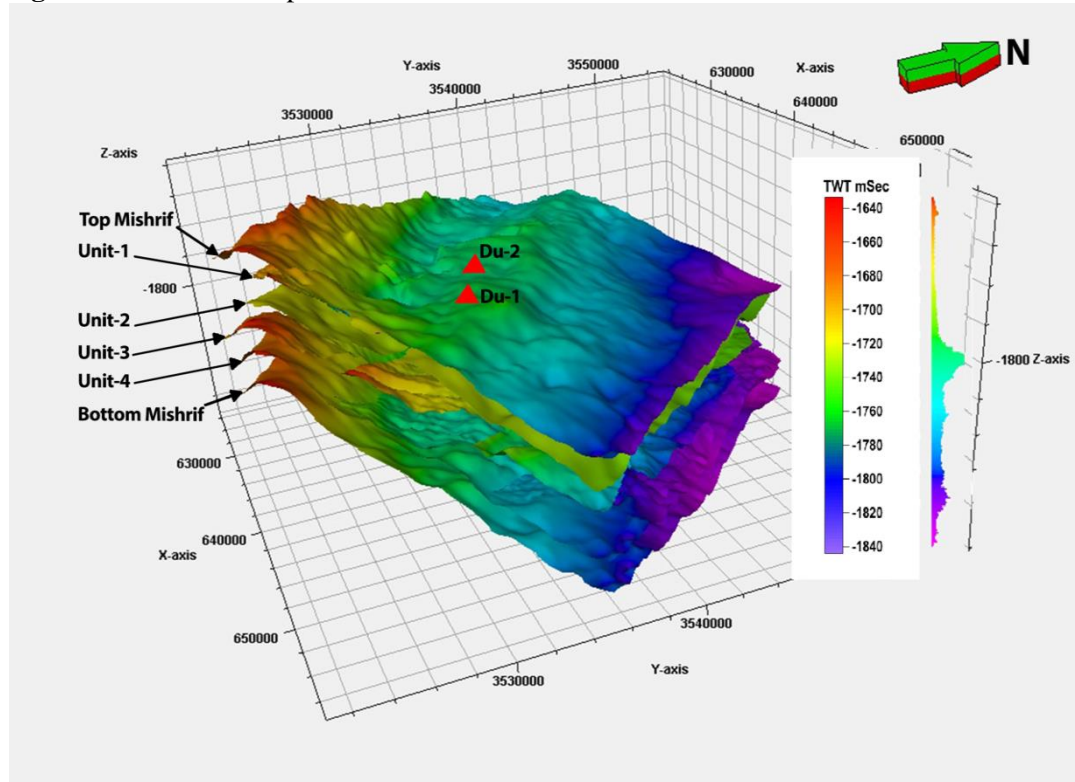 Y-axis
3530000
3540000
3550000
630000
X-axis
640000
650000
N
Z-axis
-1800
Top Mishrif
Unit-1
Unit-2
Unit-3
Unit-4
Bottom Mishrif
Du-2
Du-1
TWT mSec
-1640
-1660
-1680
-1700
-1720
-1740
-1760
-1780
-1800
-1820
-1840
-1800 Z-axis
630000
X-axis
640000
650000
3530000
Y-axis
3540000